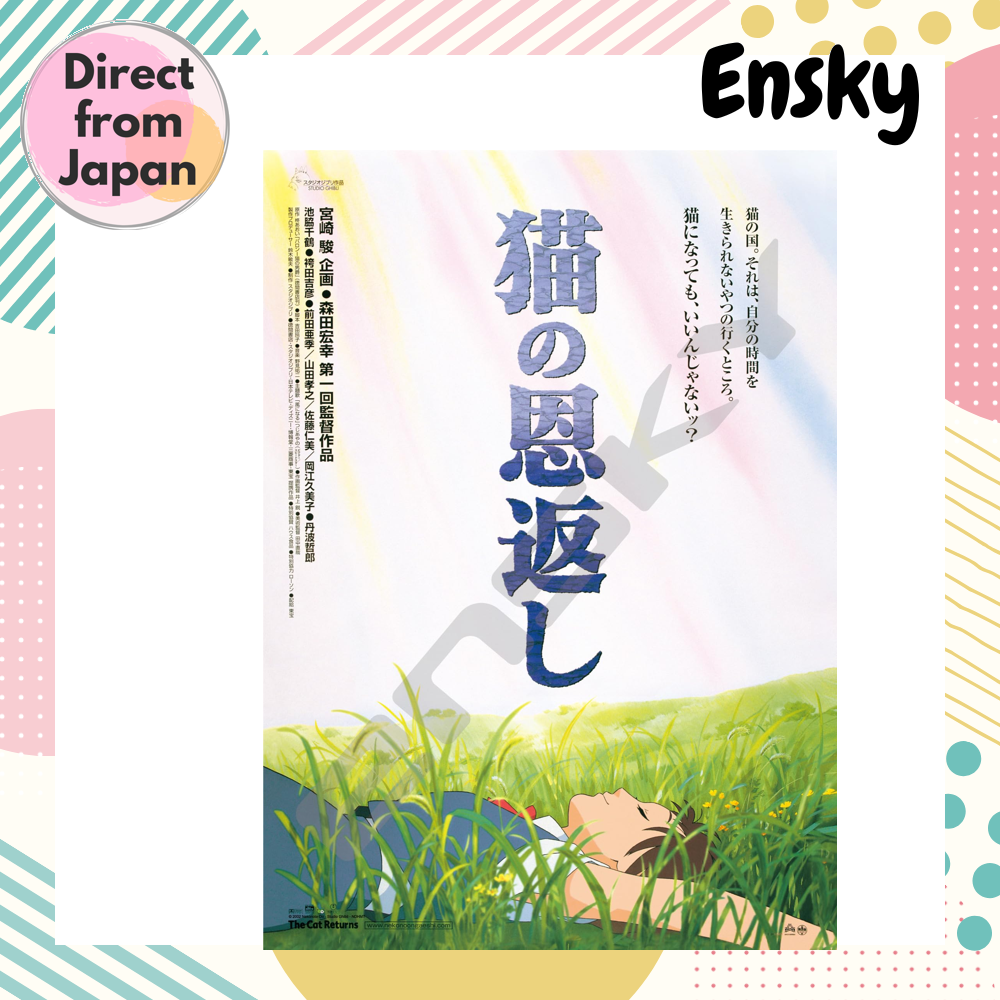 Direct
from
Japan
Ensky
スタジオジブリ作品
STUDIO GHIBLI
猫の国。それは、自分の時間を
生きられないやつの行くところ。
猫になっても、いいんじゃないッ?
猫の恩返し
宮崎 駿 企画●森田宏幸 第一回監督作品
池脇千鶴●袴田吉彦●前田亜季/山田孝之/佐藤仁美/岡江久美子●丹波哲郎
ensky
The Cat Returns